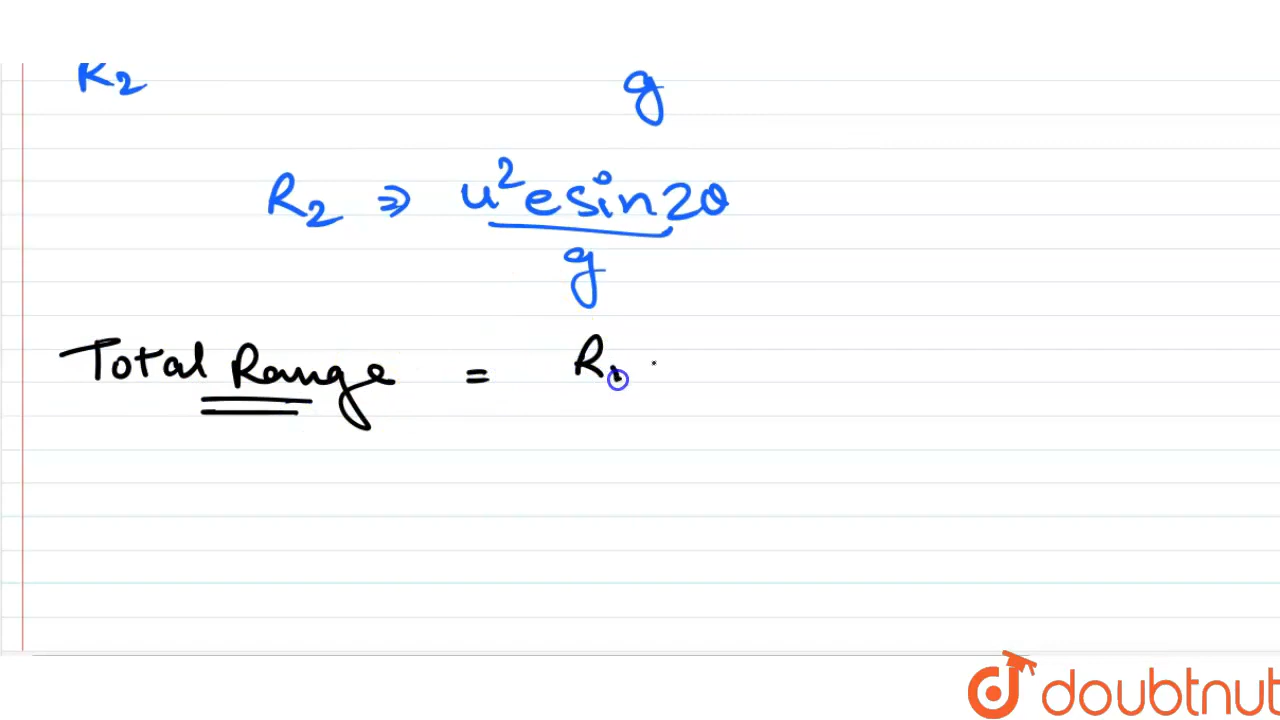 R2 g
R2 ⇒ u²e sin2θ
g
Total Range = R1
doubtnut